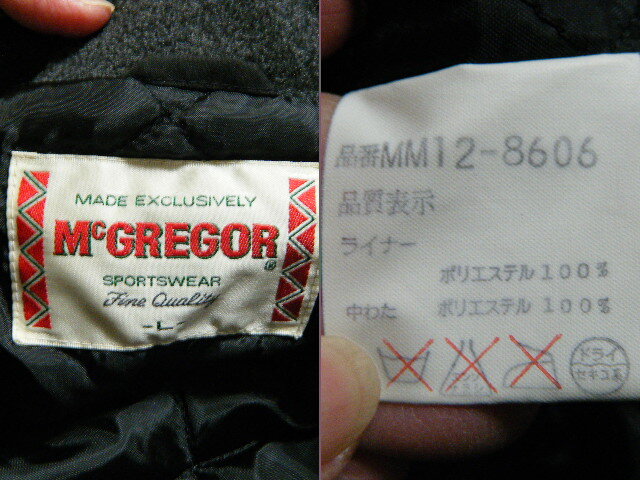 MADE EXCLUSIVELY
McGREGOR
®
SPORTSWEAR
Fine Quality
-L-
品番MM12-8606
品質表示
ライナー
ポリエステル100%
中わた ポリエステル100%
ドライ
セキユ系